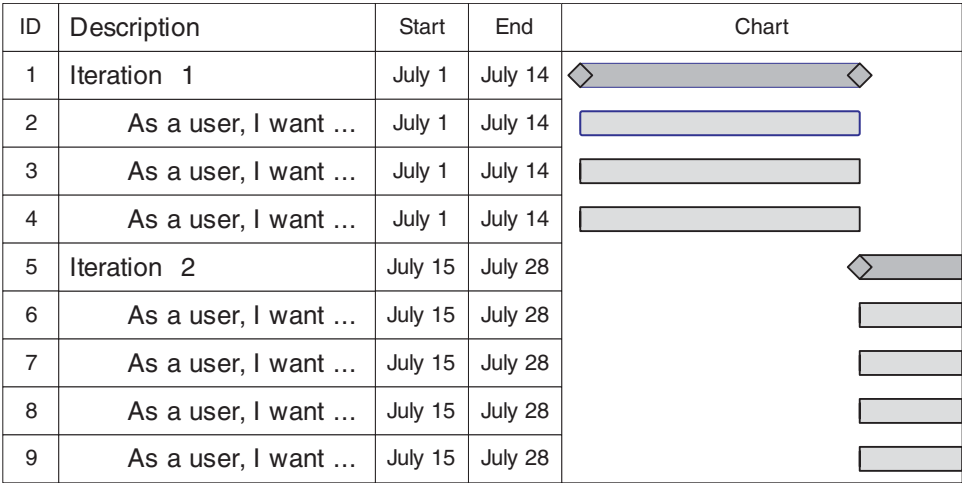 ID Description Start End Chart
1 Iteration 1 July 1 July 14
2 As a user, I want ... July 1 July 14
3 As a user, I want ... July 1 July 14
4 As a user, I want ... July 1 July 14
5 Iteration 2 July 15 July 28
6 As a user, I want ... July 15 July 28
7 As a user, I want ... July 15 July 28
8 As a user, I want ... July 15 July 28
9 As a user, I want ... July 15 July 28